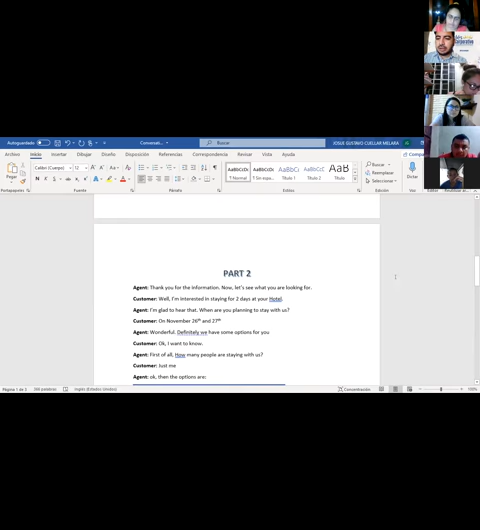 Autoguardado
Conversati...
Buscar
JOSUE GUSTAVO CUELLAR MELARA
Archivo Inicio Insertar Dibujar Diseño Disposición Referencias Correspondencia Revisar Vista Ayuda
Calibri (Cuerpo) 12
Pegar
N K S
AaBbCcDc AaBbCcDc AaBbC AaBbCcC AaB
¶ Normal Título 1 Título 2 Título
Buscar
Reemplazar
Seleccionar
Dictar
Portapapeles Fuente Párrafo Estilos Voz
PART 2
Agent: Thank you for the information. Now, let's see what you are looking for.
Customer: Well, I'm interested in staying for 2 days at your Hotel.
Agent: I'm glad to hear that. When are you planning to stay with us?
Customer: On November 26th and 27th
Agent: Wonderful. Definitely we have some options for you
Customer: Ok, I want to know.
Agent: First of all, How many people are staying with us?
Customer: Just me
Agent: ok, then the options are:
Página 1 de 2 Inglés (Estados Unidos) Concentración 100%